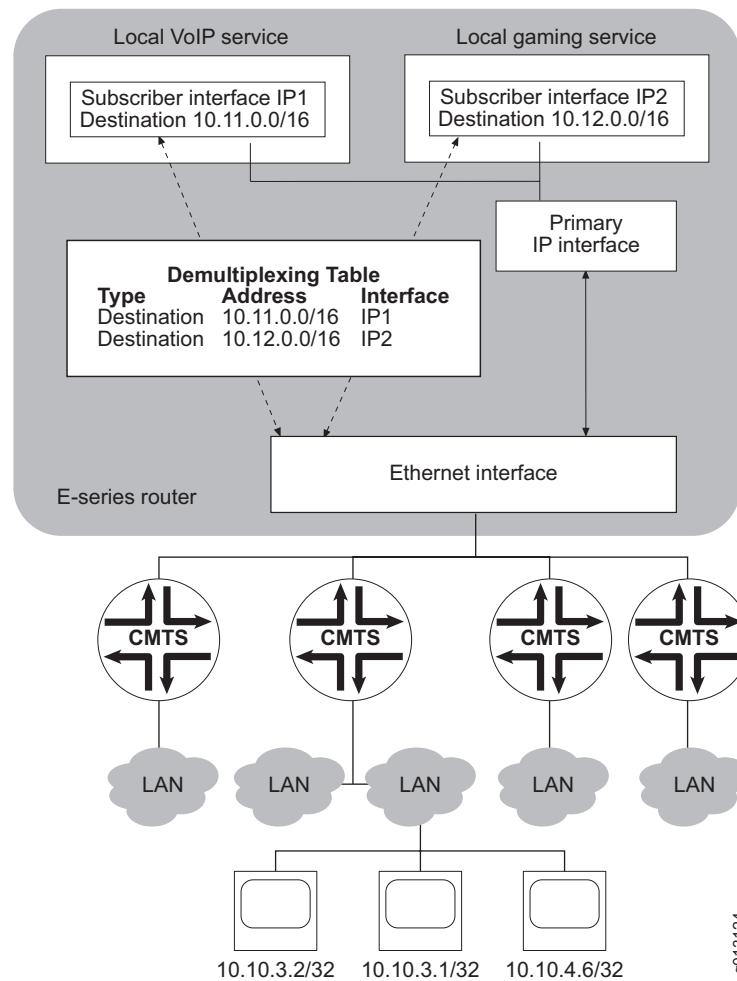 Local VoIP service
Local gaming service
Subscriber interface IP1
Destination 10.11.0.0/16
Subscriber interface IP2
Destination 10.12.0.0/16
Primary
IP interface
Demultiplexing Table
Type Address Interface
Destination 10.11.0.0/16 IP1
Destination 10.12.0.0/16 IP2
Ethernet interface
E-series router
CMTS CMTS CMTS CMTS
LAN LAN LAN LAN LAN
10.10.3.2/32 10.10.3.1/32 10.10.4.6/32